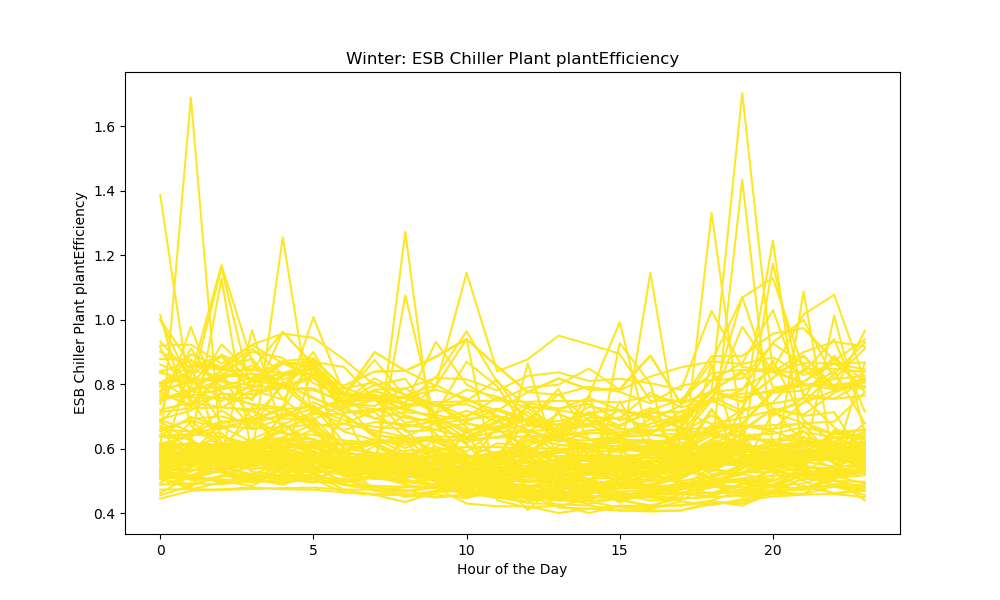 Winter: ESB Chiller Plant plantEfficiency
ESB Chiller Plant plantEfficiency
1.6
1.4
1.2
1.0
0.8
0.6
0.4
0 5 10 15 20
Hour of the Day